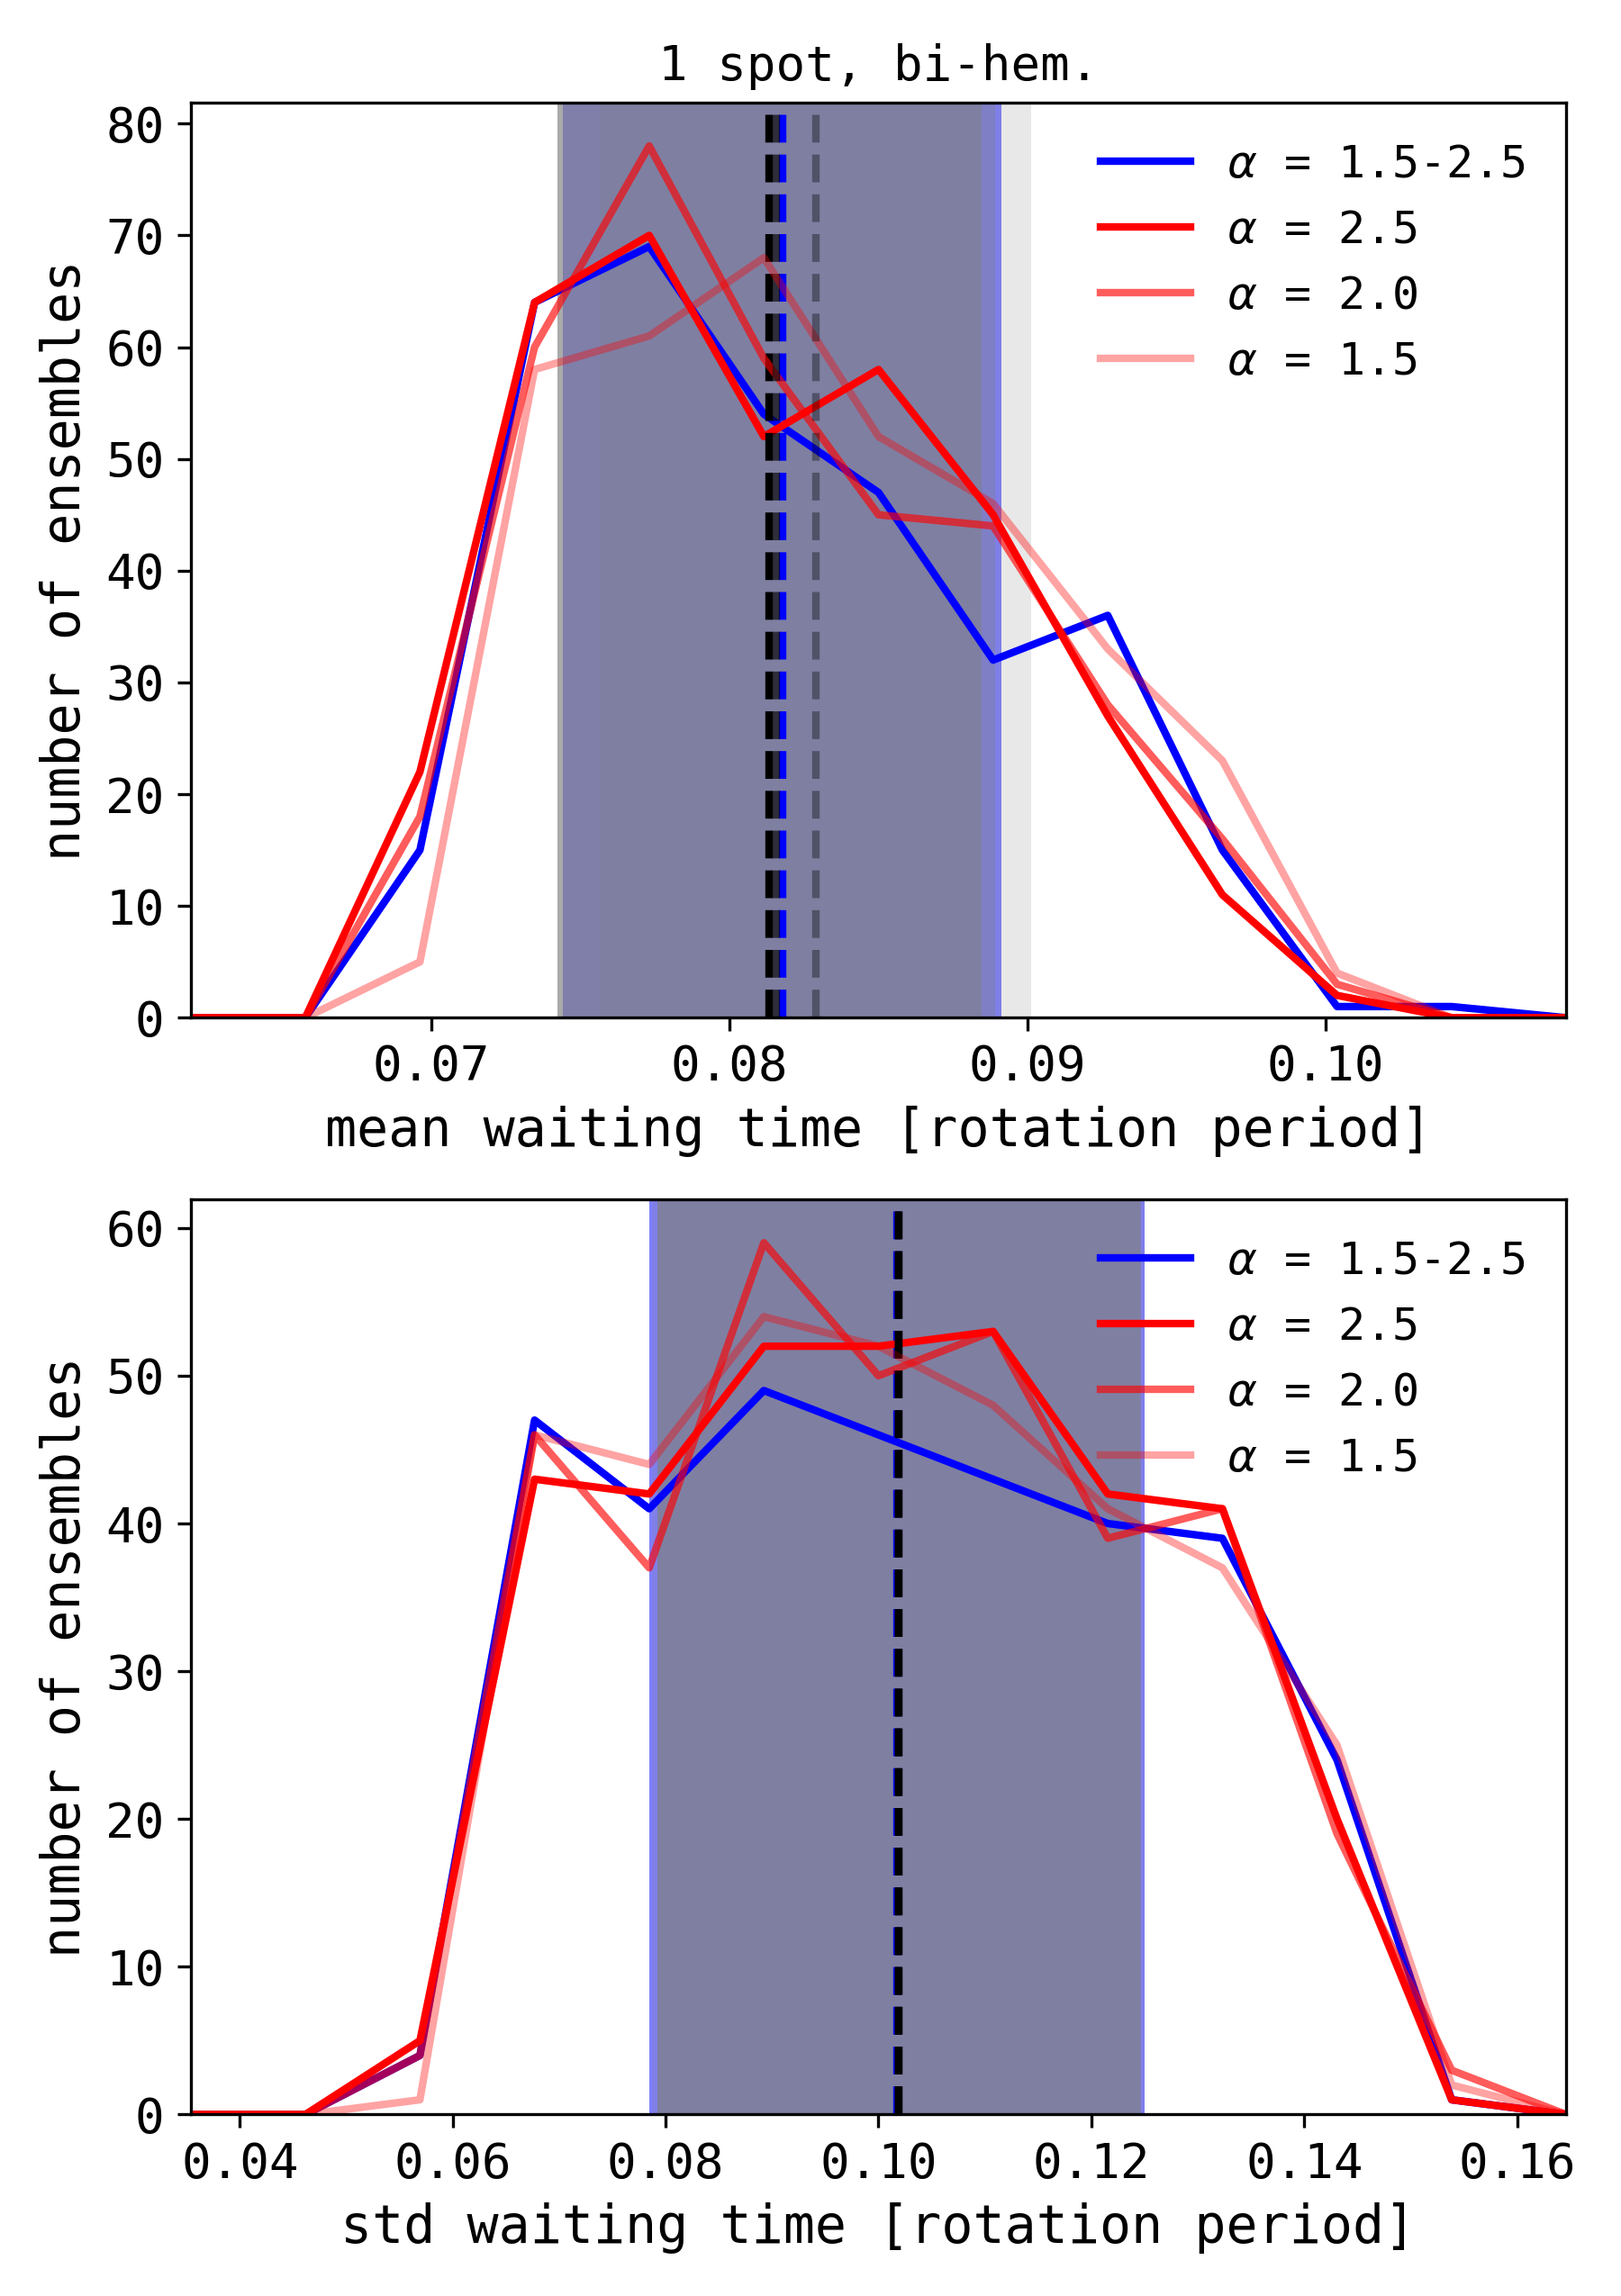 1 spot, bi-hem.
80
70
60
50
40
30
20
10
0
number of ensembles
α = 1.5-2.5
α = 2.5
α = 2.0
α = 1.5
0.07 0.08 0.09 0.10
mean waiting time [rotation period]
60
50
40
30
20
10
0
number of ensembles
α = 1.5-2.5
α = 2.5
α = 2.0
α = 1.5
0.04 0.06 0.08 0.10 0.12 0.14 0.16
std waiting time [rotation period]